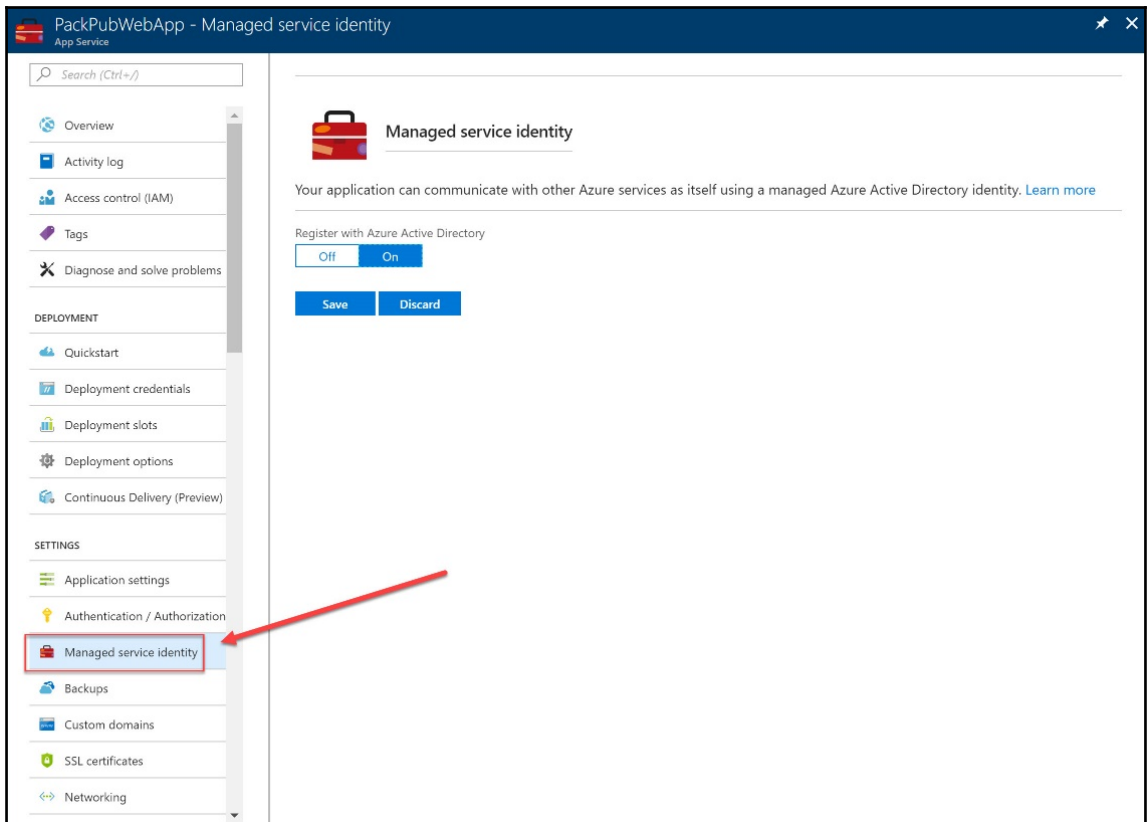 PackPubWebApp - Managed service identity
App Service
Search (Ctrl+/)
Overview
Activity log
Access control (IAM)
Tags
Diagnose and solve problems
DEPLOYMENT
Quickstart
Deployment credentials
Deployment slots
Deployment options
Continuous Delivery (Preview)
SETTINGS
Application settings
Authentication / Authorization
Managed service identity
Backups
Custom domains
SSL certificates
Networking
Managed service identity
Your application can communicate with other Azure services as itself using a managed Azure Active Directory identity. Learn more
Register with Azure Active Directory
Off On
Save Discard